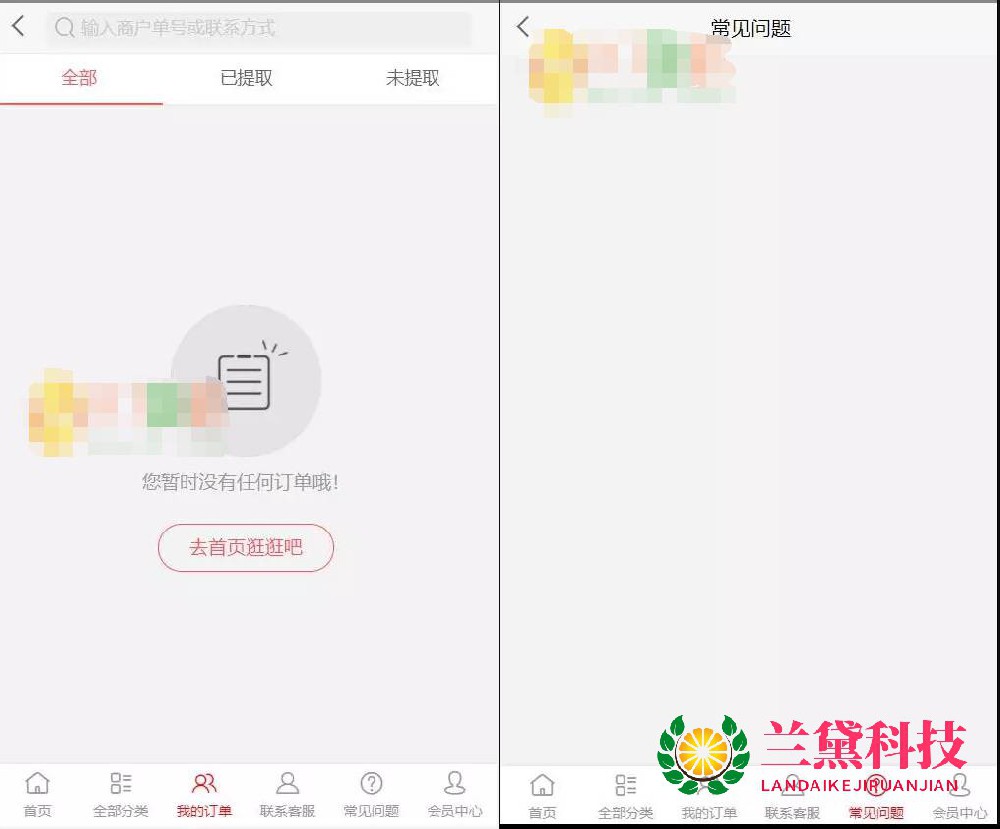 输入商户单号或联系方式
全部 已提取 未提取
您暂时没有任何订单哦！
去首页逛逛吧
首页 全部分类 我的订单 联系客服 常见问题 会员中心
常见问题
兰黛科技
LANDAIKEJIRUANJIAN
首页 全部分类 我的订单 联系客服 常见问题 会员中心